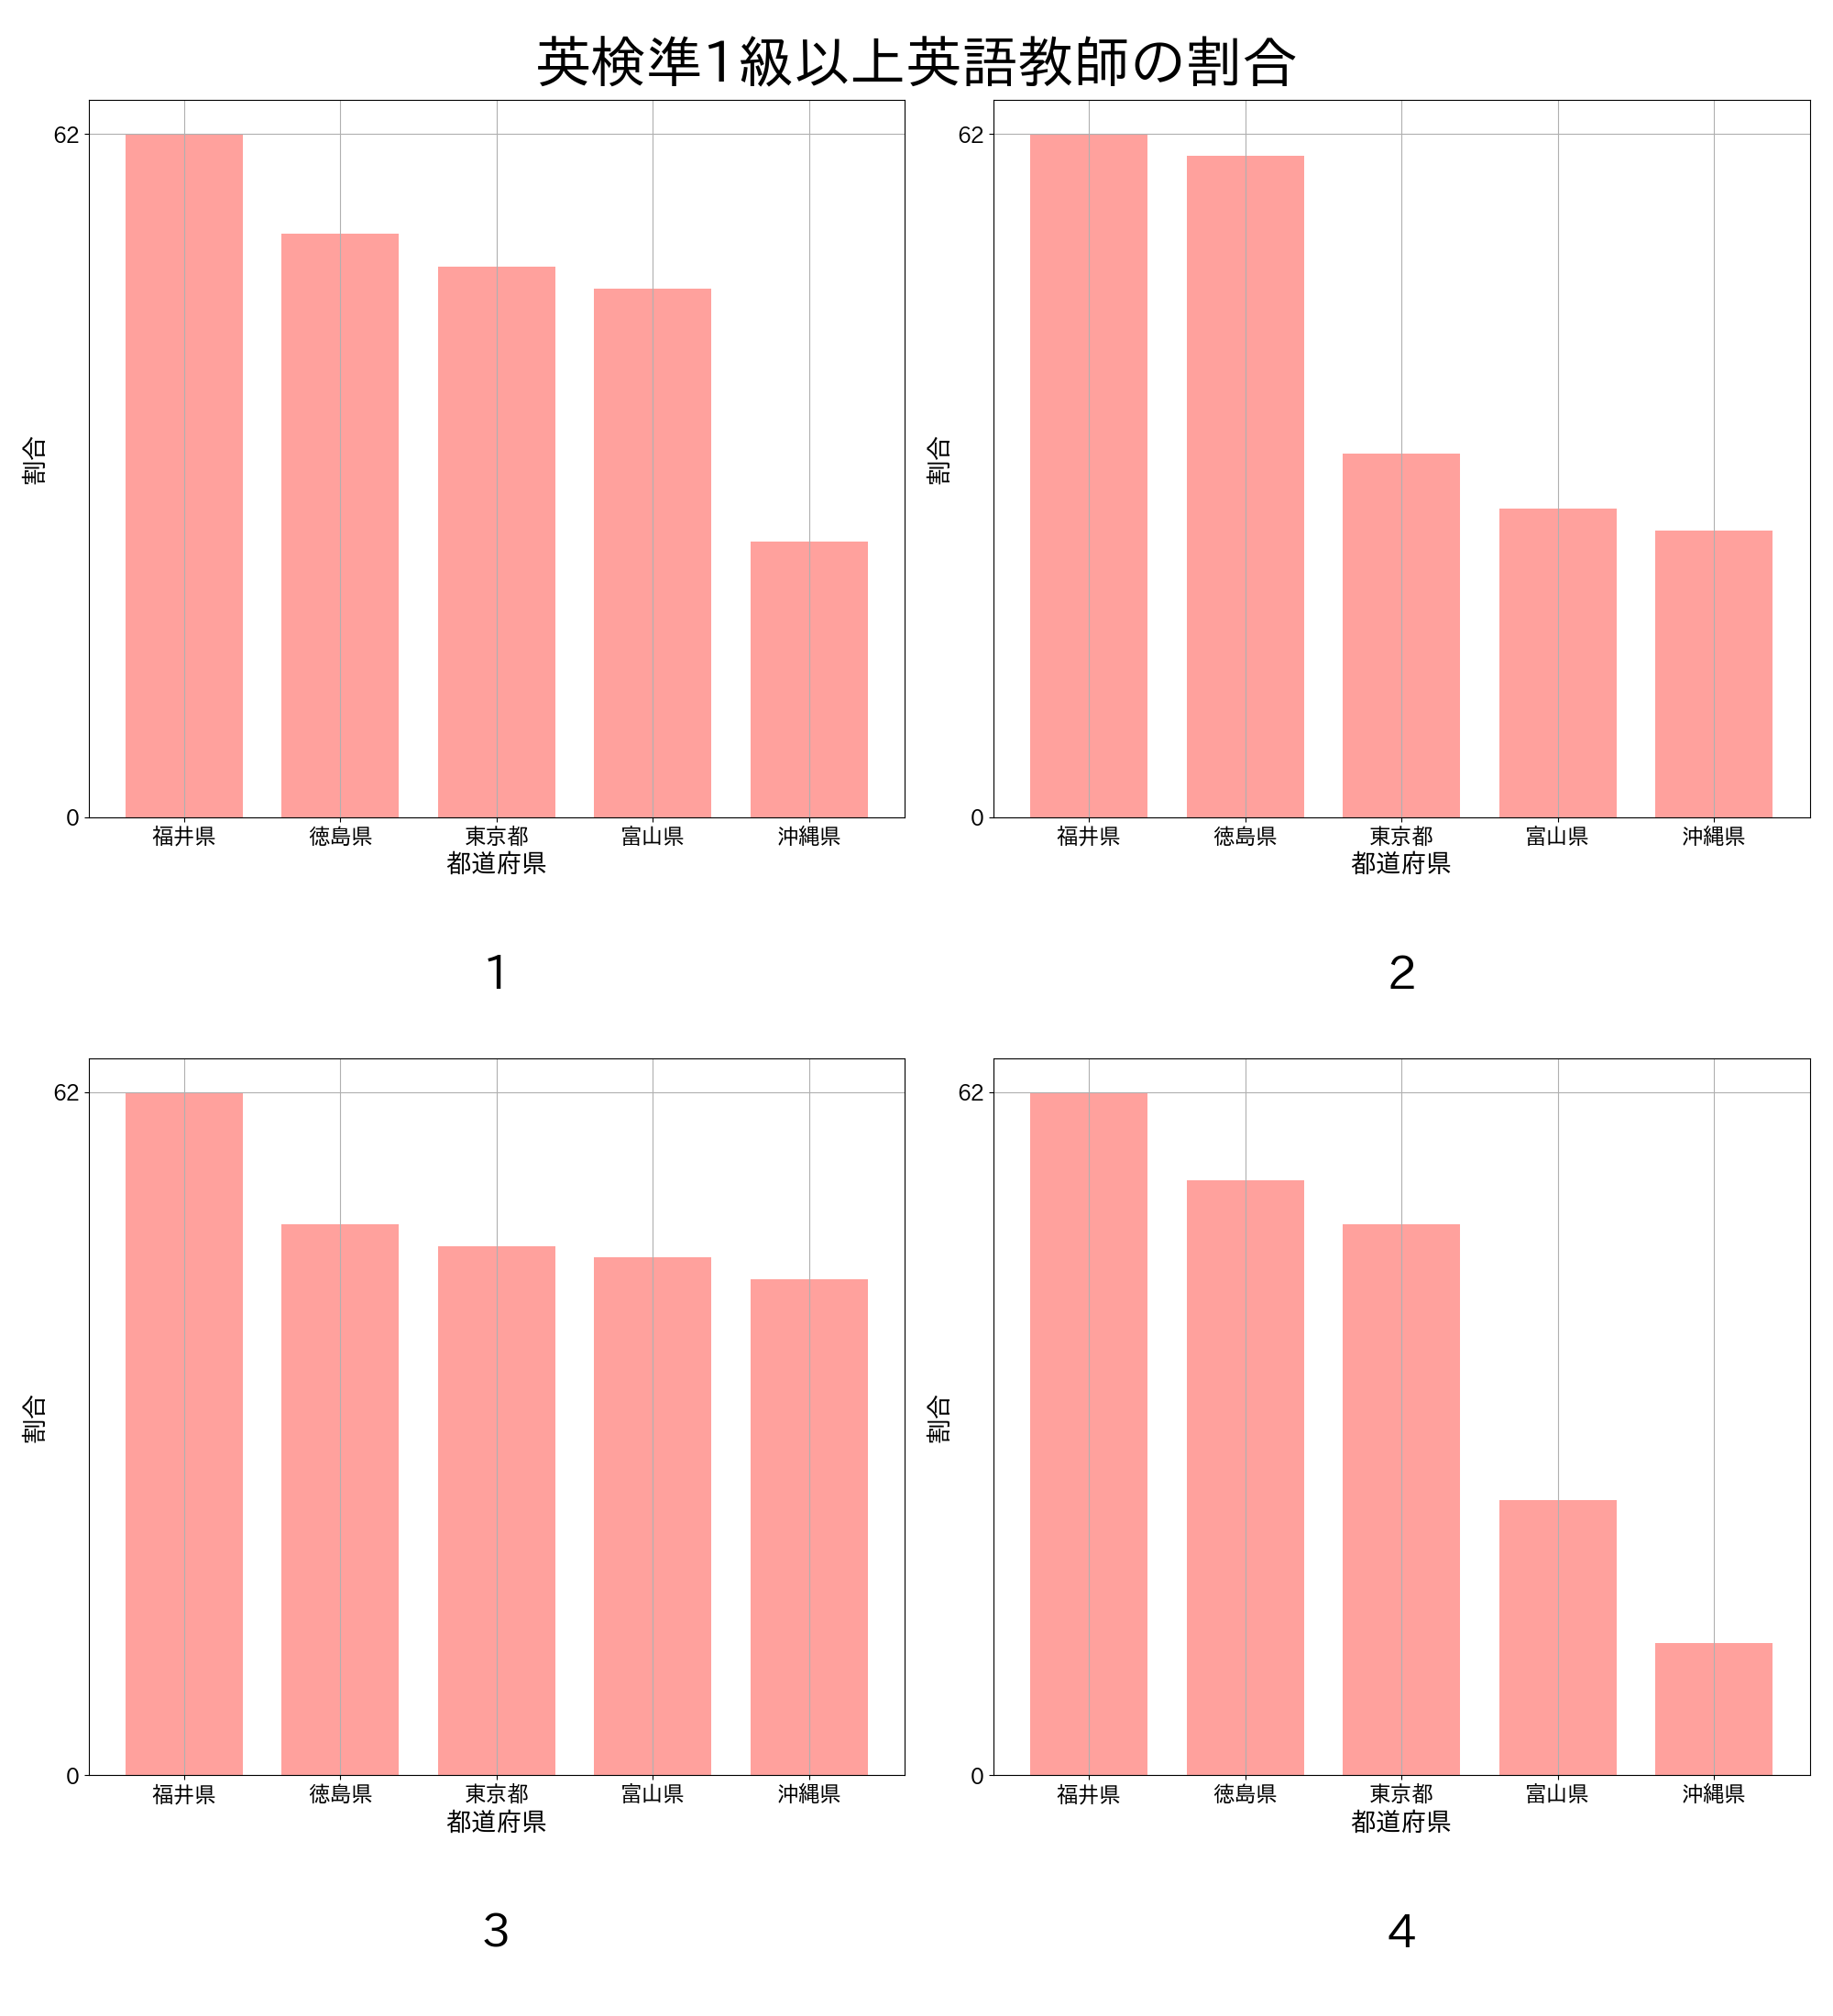 英検準1級以上英語教師の割合
62
割合
0
福井県 徳島県 東京都 富山県 沖縄県
都道府県
1
62
割合
0
福井県 徳島県 東京都 富山県 沖縄県
都道府県
2
62
割合
0
福井県 徳島県 東京都 富山県 沖縄県
都道府県
3
62
割合
0
福井県 徳島県 東京都 富山県 沖縄県
都道府県
4